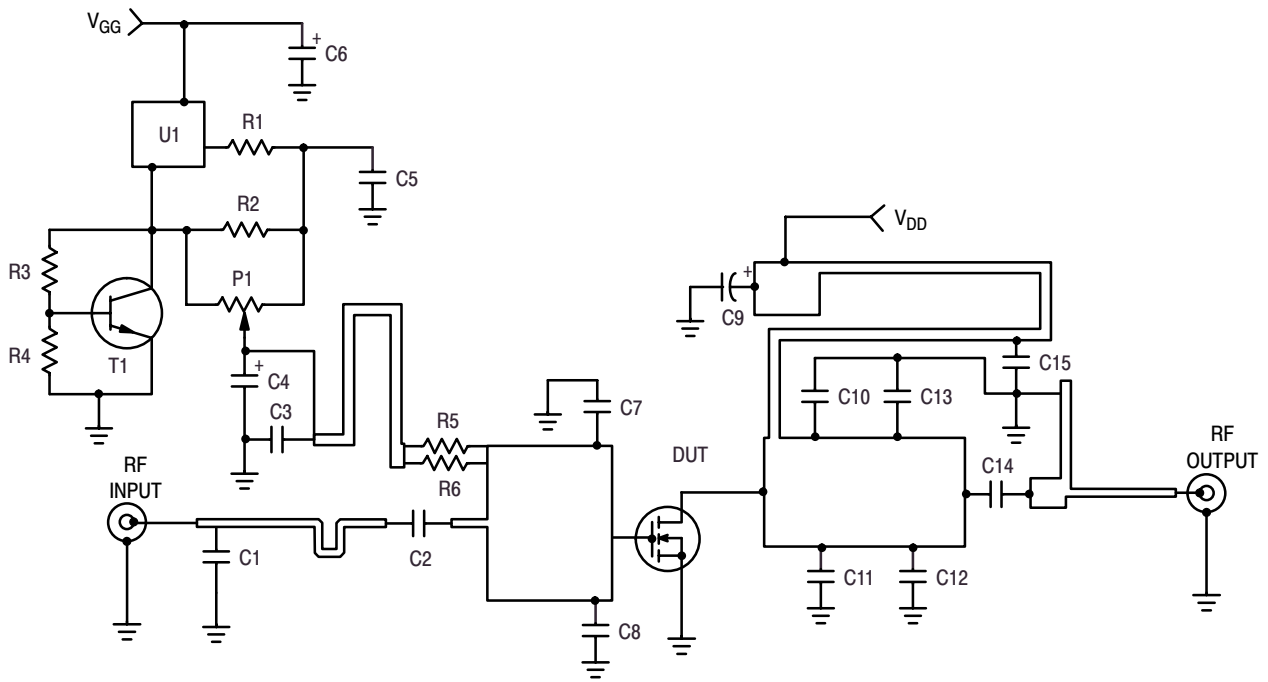 VGG
+
C6
U1
R1
C5
R2
VDD
R3
P1
+
C9
R4
T1
+
C4
C15
C3
C10
C13
C7
R5
RF
INPUT
R6
DUT
C14
RF
OUTPUT
C1
C2
C11
C12
C8